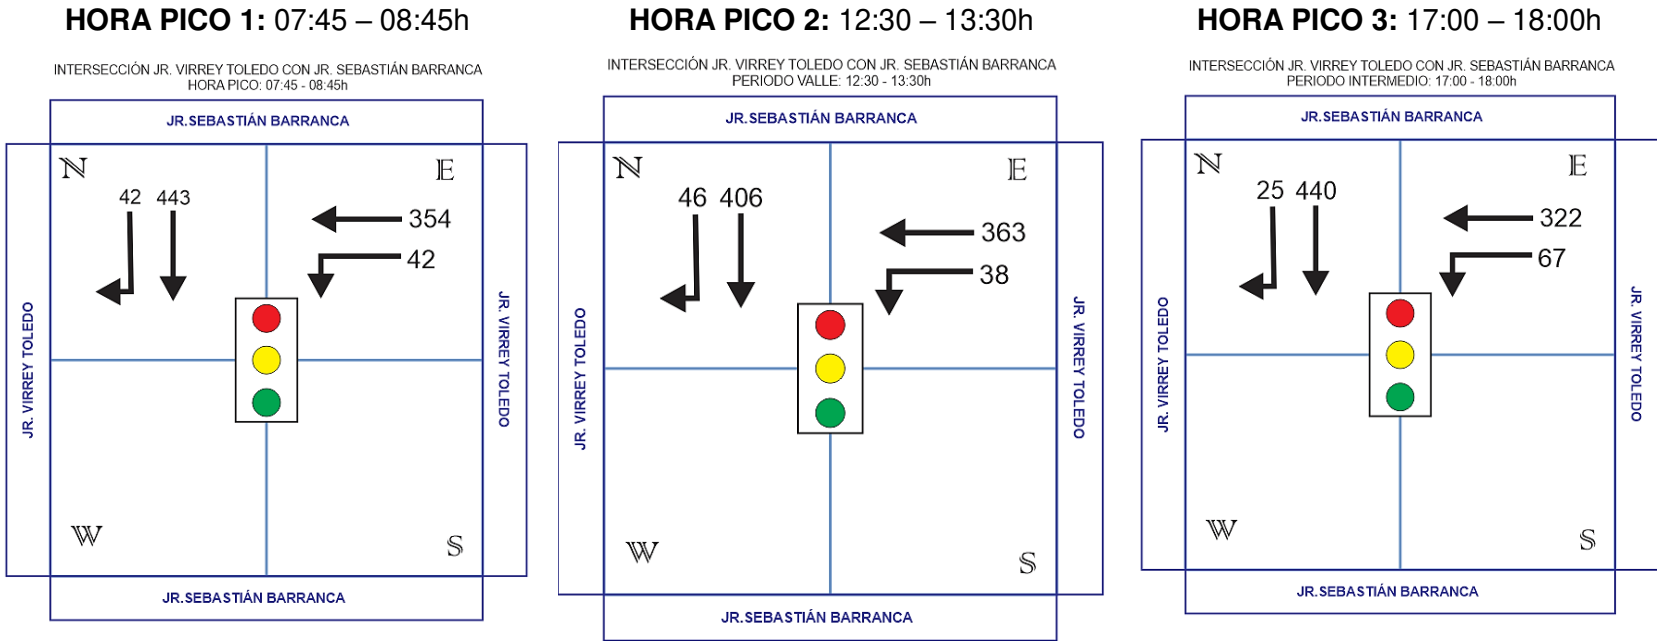 HORA PICO 1: 07:45 – 08:45h
INTERSECCIÓN JR. VIRREY TOLEDO CON JR. SEBASTIÁN BARRANCA
HORA PICO: 07:45 - 08:45h
JR.SEBASTIÁN BARRANCA
N
E
42 443
354
42
JR. VIRREY TOLEDO
JR. VIRREY TOLEDO
W
S
JR.SEBASTIÁN BARRANCA
HORA PICO 2: 12:30 – 13:30h
INTERSECCIÓN JR. VIRREY TOLEDO CON JR. SEBASTIÁN BARRANCA
PERIODO VALLE: 12:30 - 13:30h
JR.SEBASTIÁN BARRANCA
N
E
46 406
363
38
JR. VIRREY TOLEDO
JR. VIRREY TOLEDO
W
S
JR.SEBASTIÁN BARRANCA
HORA PICO 3: 17:00 – 18:00h
INTERSECCIÓN JR. VIRREY TOLEDO CON JR. SEBASTIÁN BARRANCA
PERIODO INTERMEDIO: 17:00 - 18:00h
JR.SEBASTIÁN BARRANCA
N
E
25 440
322
67
JR. VIRREY TOLEDO
JR. VIRREY TOLEDO
W
S
JR.SEBASTIÁN BARRANCA